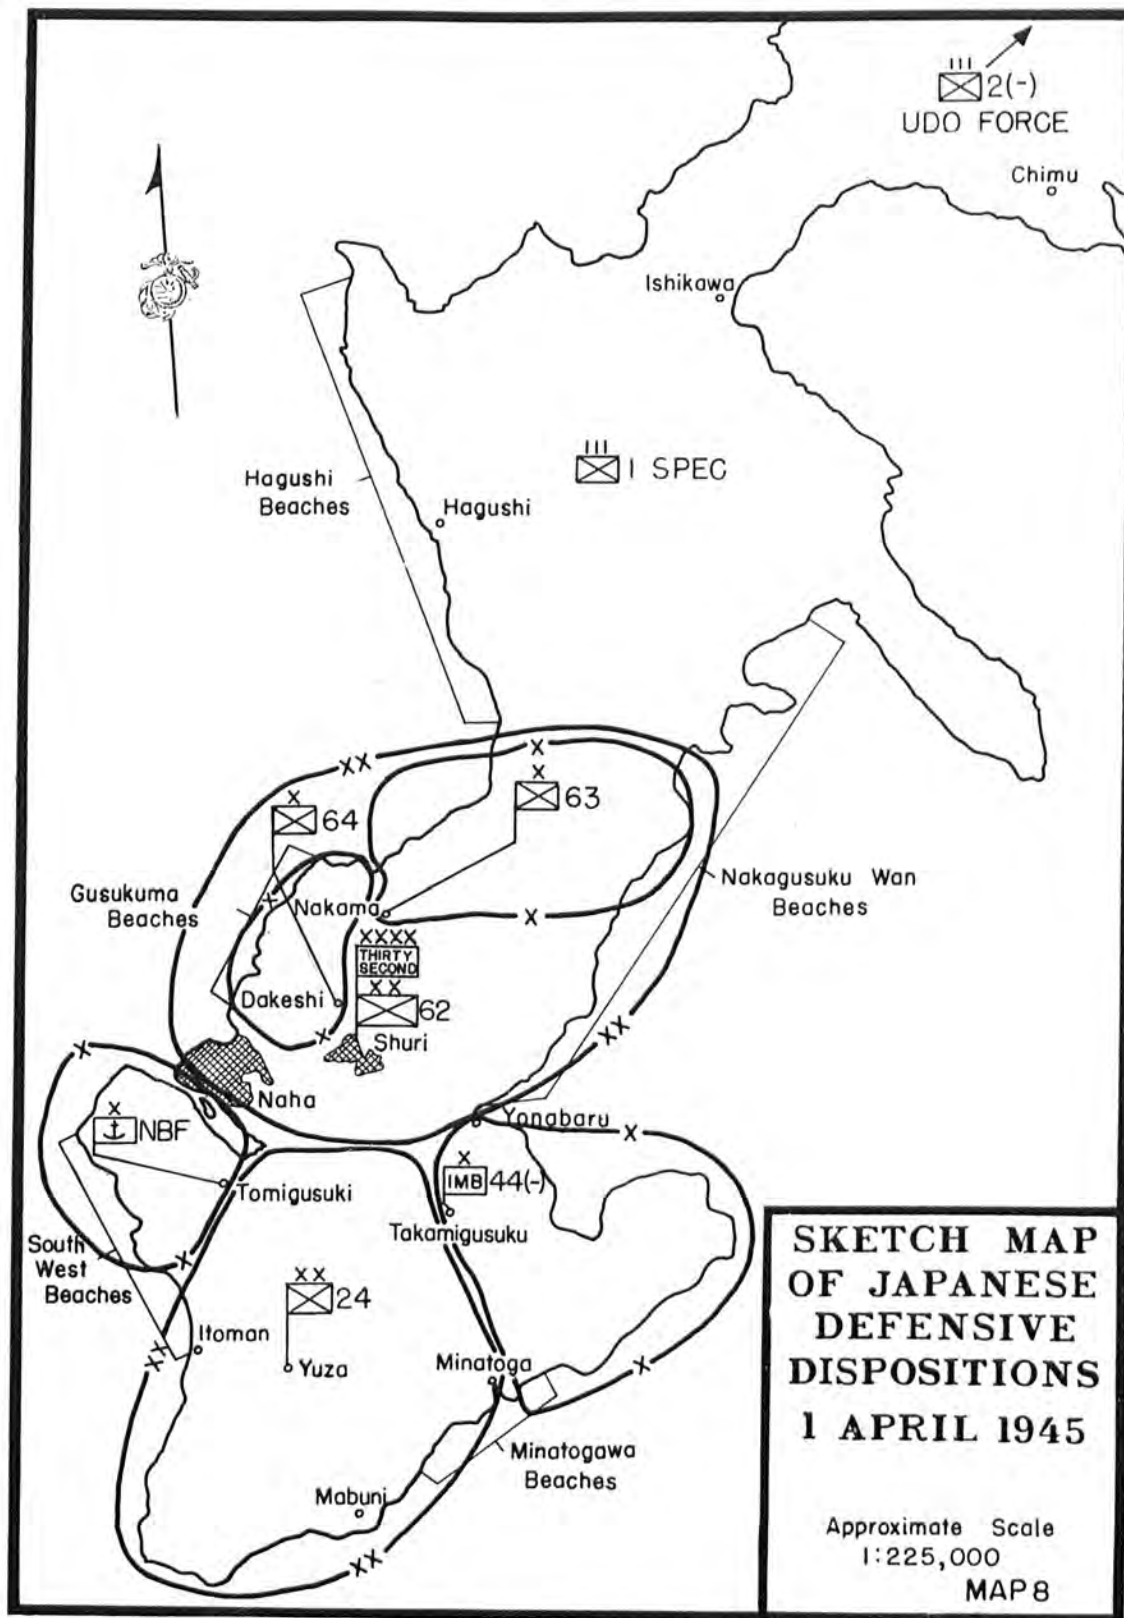 III
2(-)
UDO FORCE
Chimu
Ishikawa
III
1 SPEC
Hagushi
Beaches
Hagushi
XX
X
X
63
X
64
Gusukuma
Beaches
X
Nakama
X
Nakagusuku Wan
Beaches
XXXX
THIRTY
SECOND
XX
62
Dakeshi
X
Shuri
XX
Naha
X
X
NBF
Yonabaru
X
X
IMB 44(-)
Tomigusuki
Takamigusuku
South
West
Beaches
X
XX
24
Itoman
XX
Yuza
Minatoga
X
Minatogawa
Beaches
Mabuni
XX
SKETCH MAP
OF JAPANESE
DEFENSIVE
DISPOSITIONS
1 APRIL 1945
Approximate Scale
1:225,000
MAP 8